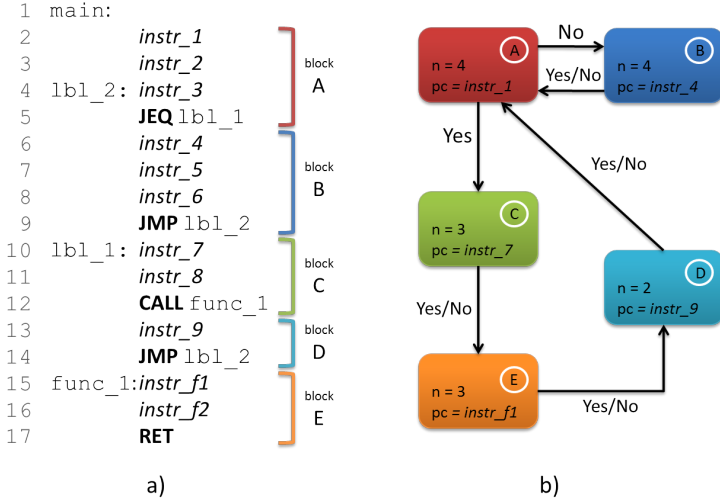 1 main:
2 instr_1
3 instr_2
4 lbl_2: instr_3
5 JEQ lbl_1
6 instr_4
7 instr_5
8 instr_6
9 JMP lbl_2
10 lbl_1: instr_7
11 instr_8
12 CALL func_1
13 instr_9
14 JMP lbl_2
15 func_1:instr_f1
16 instr_f2
17 RET
block
A
block
B
block
C
block
D
block
E
a)
A
n = 4
pc = instr_1
No
Yes/No
B
n = 4
pc = instr_4
Yes
Yes/No
C
n = 3
pc = instr_7
D
n = 2
pc = instr_9
Yes/No
E
n = 3
pc = instr_f1
Yes/No
b)